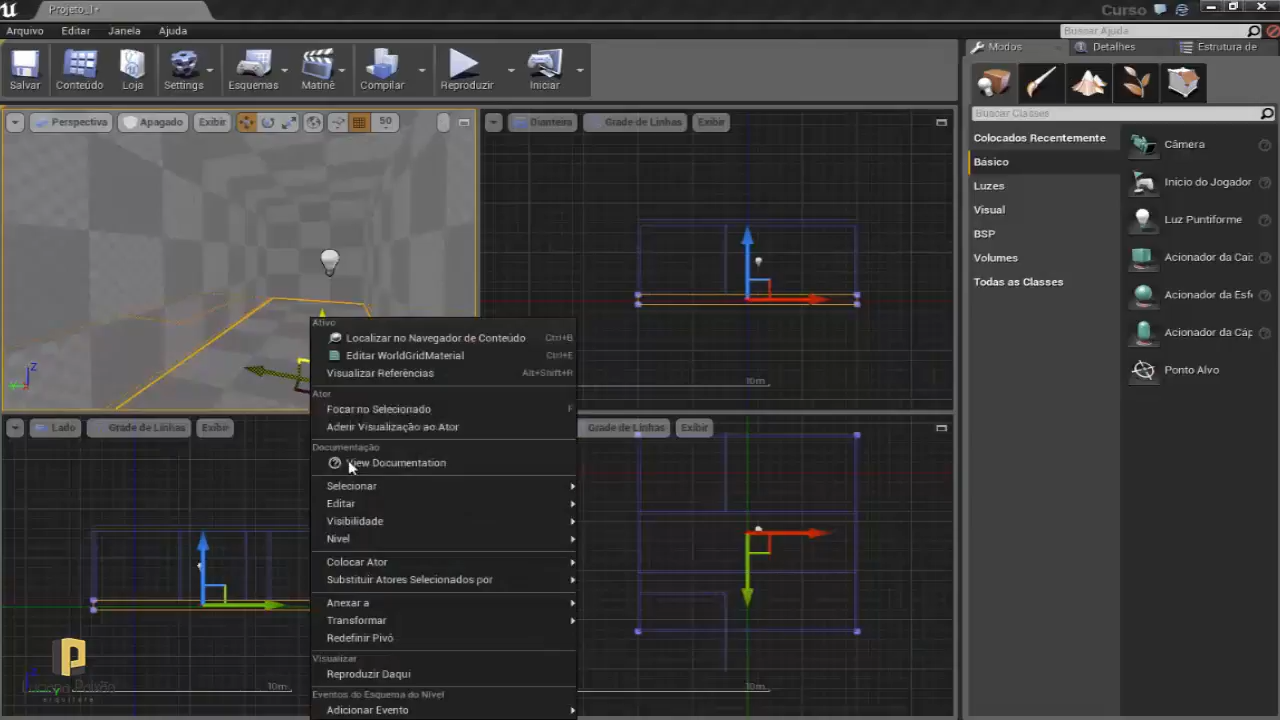 Projeto_1*
Curso
Arquivo
Editar
Janela
Ajuda
Buscar Ajuda
Salvar
Conteúdo
Loja
Settings
Esquemas
Matinê
Compilar
Reproduzir
Iniciar
Modos
Detalhes
Estrutura de
Buscar Classes
Perspectiva
Apagado
Exibir
50
Dianteira
Grade de Linhas
Exibir
Colocados Recentemente
Básico
Luzes
Visual
BSP
Volumes
Todas as Classes
Câmera
Inicio do Jogador
Luz Puntiforme
Acionador da Cai:
Acionador da Esfe
Acionador da Cáp
Ponto Alvo
Z
Y
10m
Lado
Grade de Linhas
Exibir
Grade de Linhas
Exibir
10m
10m
Ativo
Localizar no Navegador de Conteúdo Ctrl+B
Editar WorldGridMaterial Ctrl+E
Visualizar Referências Alt+Shift+R
Ator
Focar no Selecionado F
Aderir Visualização ao Ator
Documentação
View Documentation
Selecionar
Editar
Visibilidade
Nivel
Colocar Ator
Substituir Atores Selecionados por
Anexar a
Transformar
Redefinir Pivô
Visualizar
Reproduzir Daqui
Eventos do Esquema do Nível
Adicionar Evento
arquiteta